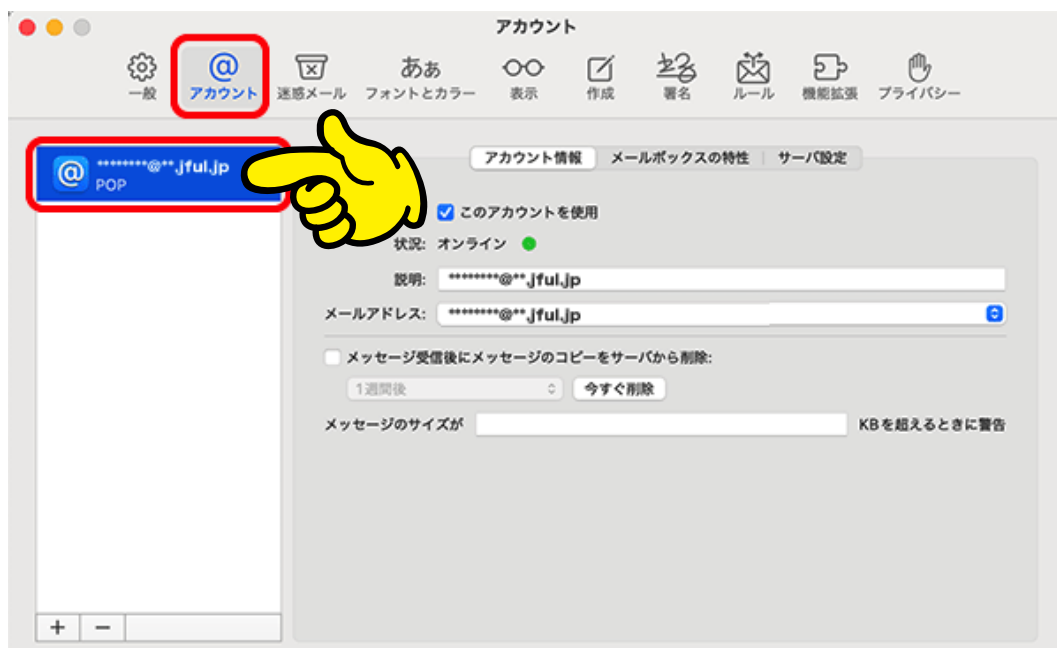 アカウント
一般 アカウント 迷惑メール フォントとカラー 表示 作成 署名 ルール 機能拡張 プライバシー
********@**.jful.jp
POP
アカウント情報 メールボックスの特性 サーバ設定
このアカウントを使用
状況: オンライン
説明: ********@**.jful.jp
メールアドレス: ********@**.jful.jp
メッセージ受信後にメッセージのコピーをサーバから削除:
1週間後 今すぐ削除
メッセージのサイズが KBを超えるときに警告